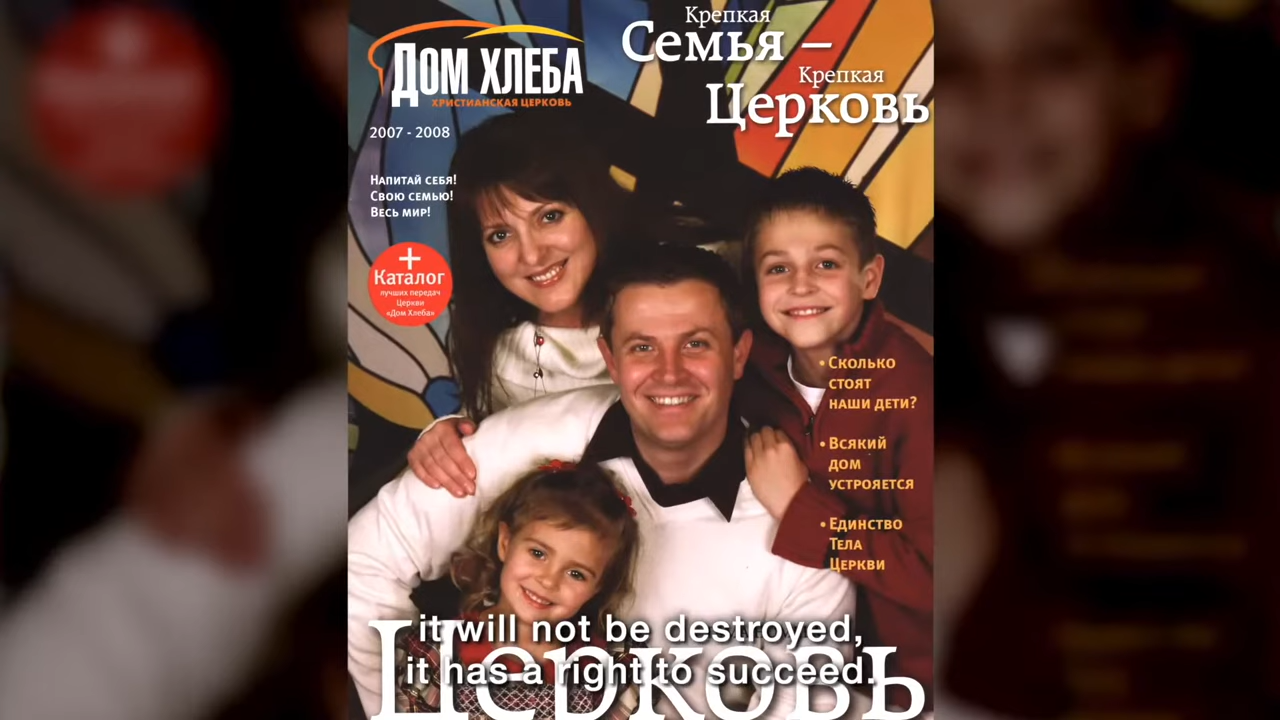 ДОМ ХЛЕБА
ХРИСТИАНСКАЯ ЦЕРКОВЬ
2007 - 2008
Крепкая
Семья –
Крепкая
Церковь
Напитай себя!
Свою семью!
Весь мир!
+
Каталог
лучших передач
Церкви
«Дом Хлеба»
• Сколько
стоят
наши дети?
• Всякий
дом
устрояется
• Единство
Тела
Церкви
it will not be destroyed,
it has a right to succeed.
Церковь